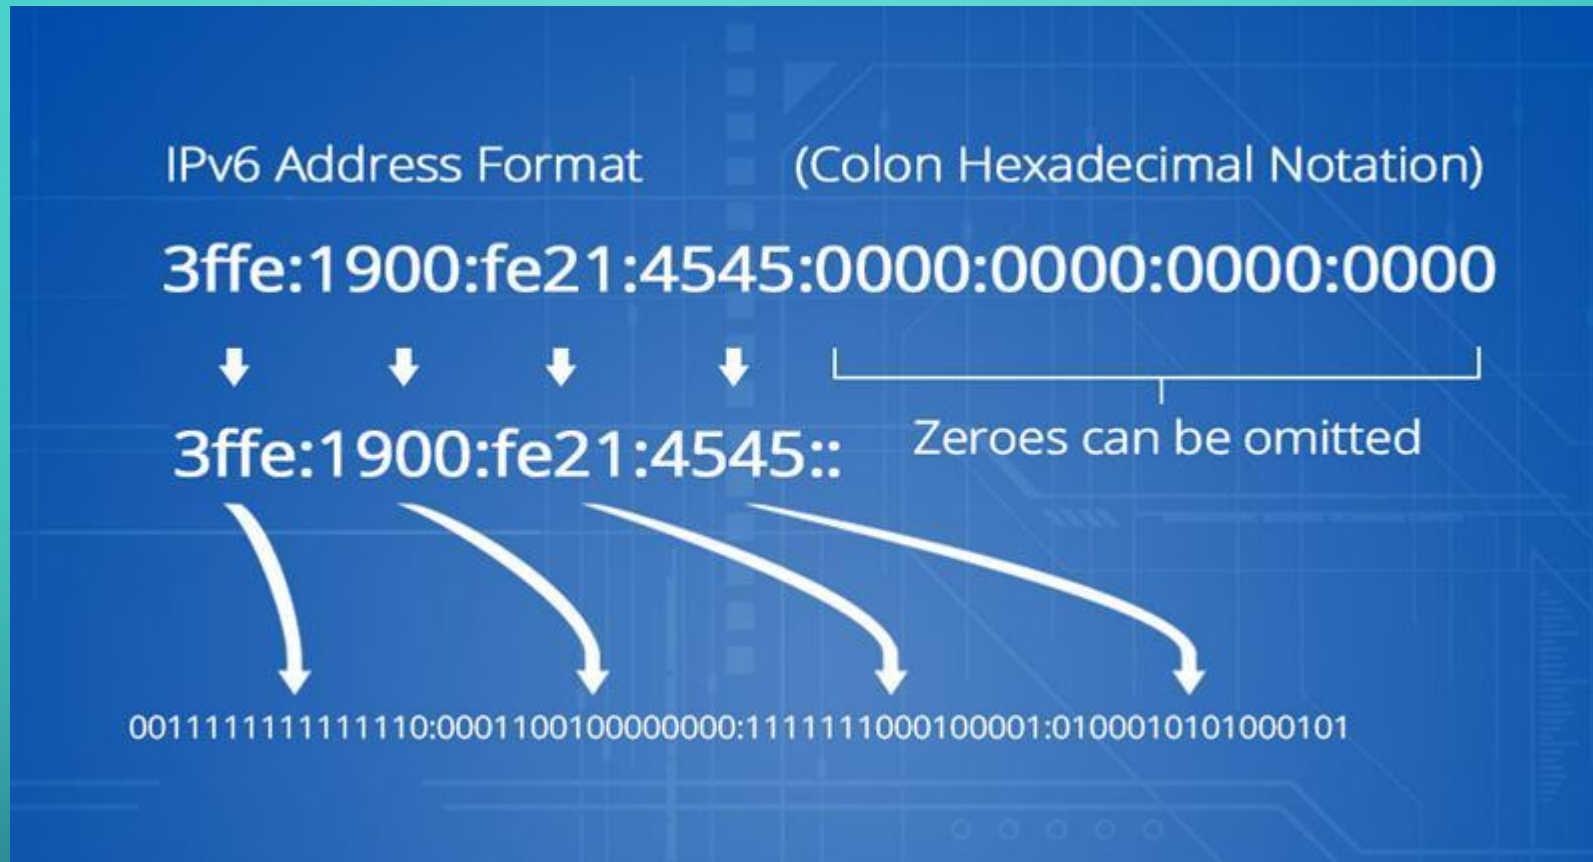 IPv6 Address Format (Colon Hexadecimal Notation)
3ffe:1900:fe21:4545:0000:0000:0000:0000
3ffe:1900:fe21:4545::
Zeroes can be omitted
0011111111111110:0001100100000000:1111111000100001:0100010101000101